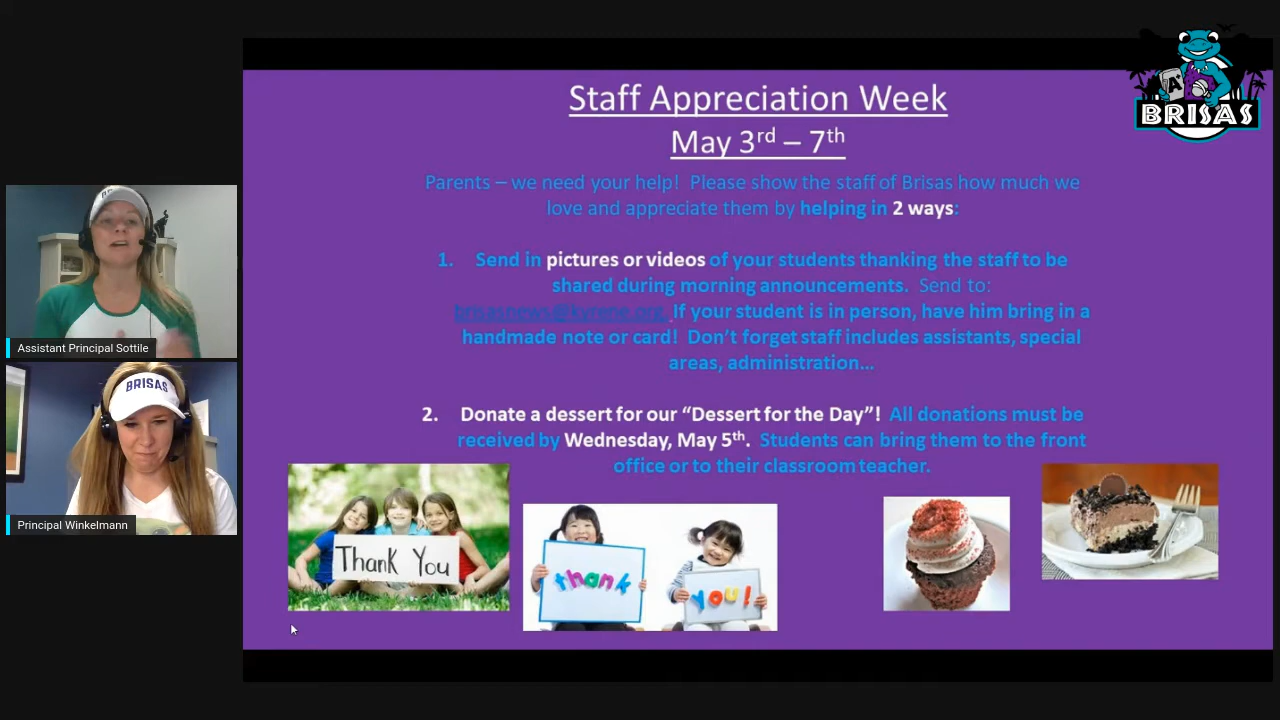 Staff Appreciation Week
May 3rd – 7th
Parents – we need your help! Please show the staff of Brisas how much we
love and appreciate them by helping in 2 ways:
1. Send in pictures or videos of your students thanking the staff to be
shared during morning announcements. Send to:
brisasnews@kyrene.org. If your student is in person, have him bring in a
handmade note or card! Don't forget staff includes assistants, special
areas, administration...
2. Donate a dessert for our “Dessert for the Day”! All donations must be
received by Wednesday, May 5th. Students can bring them to the front
office or to their classroom teacher.
Thank You
thank
you!
A
BRISAS
Assistant Principal Sottile
BRISAS
Principal Winkelmann